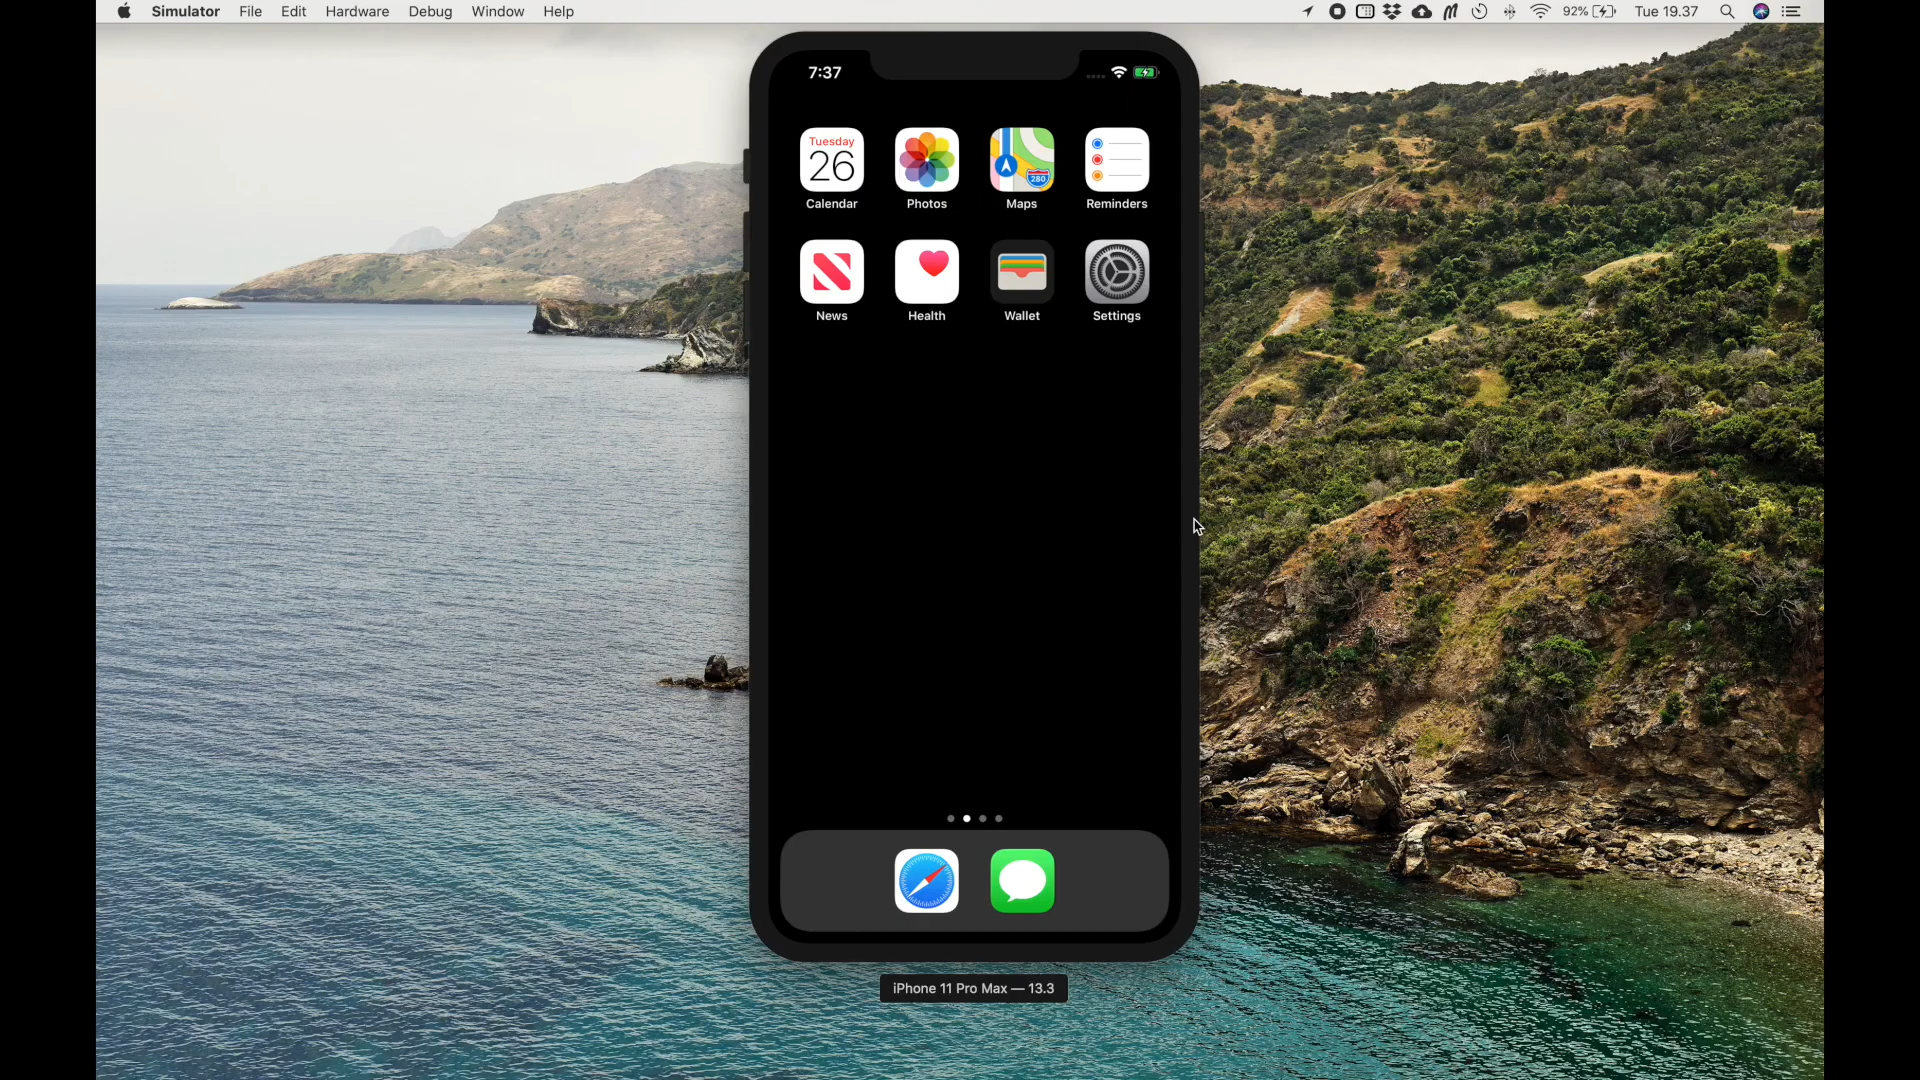 Simulator File Edit Hardware Debug Window Help 92% Tue 19.37
7:37
Tuesday
26
280
Calendar Photos Maps Reminders
News Health Wallet Settings
iPhone 11 Pro Max — 13.3